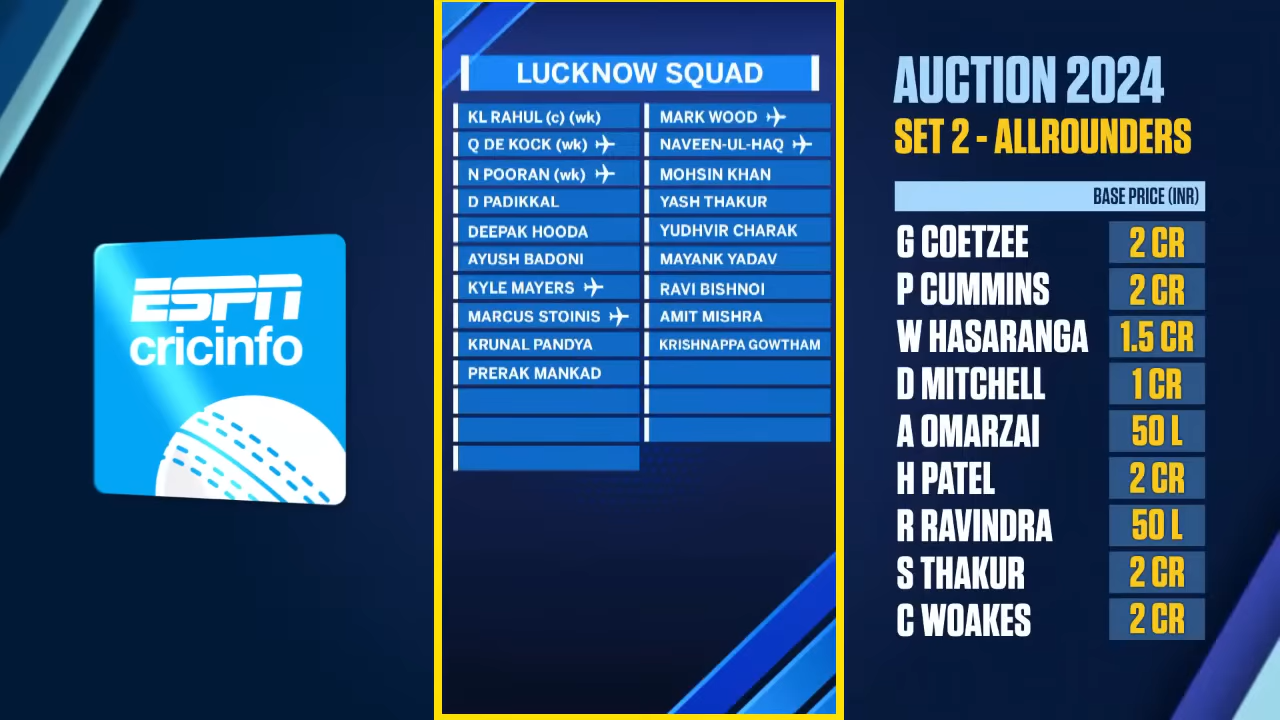 ESPN
cricinfo
LUCKNOW SQUAD
KL RAHUL (c) (wk)
Q DE KOCK (wk)
N POORAN (wk)
D PADIKKAL
DEEPAK HOODA
AYUSH BADONI
KYLE MAYERS
MARCUS STOINIS
KRUNAL PANDYA
PRERAK MANKAD
MARK WOOD
NAVEEN-UL-HAQ
MOHSIN KHAN
YASH THAKUR
YUDHVIR CHARAK
MAYANK YADAV
RAVI BISHNOI
AMIT MISHRA
KRISHNAPPA GOWTHAM
AUCTION 2024
SET 2 - ALLROUNDERS
BASE PRICE (INR)
G COETZEE 2 CR
P CUMMINS 2 CR
W HASARANGA 1.5 CR
D MITCHELL 1 CR
A OMARZAI 50 L
H PATEL 2 CR
R RAVINDRA 50 L
S THAKUR 2 CR
C WOAKES 2 CR